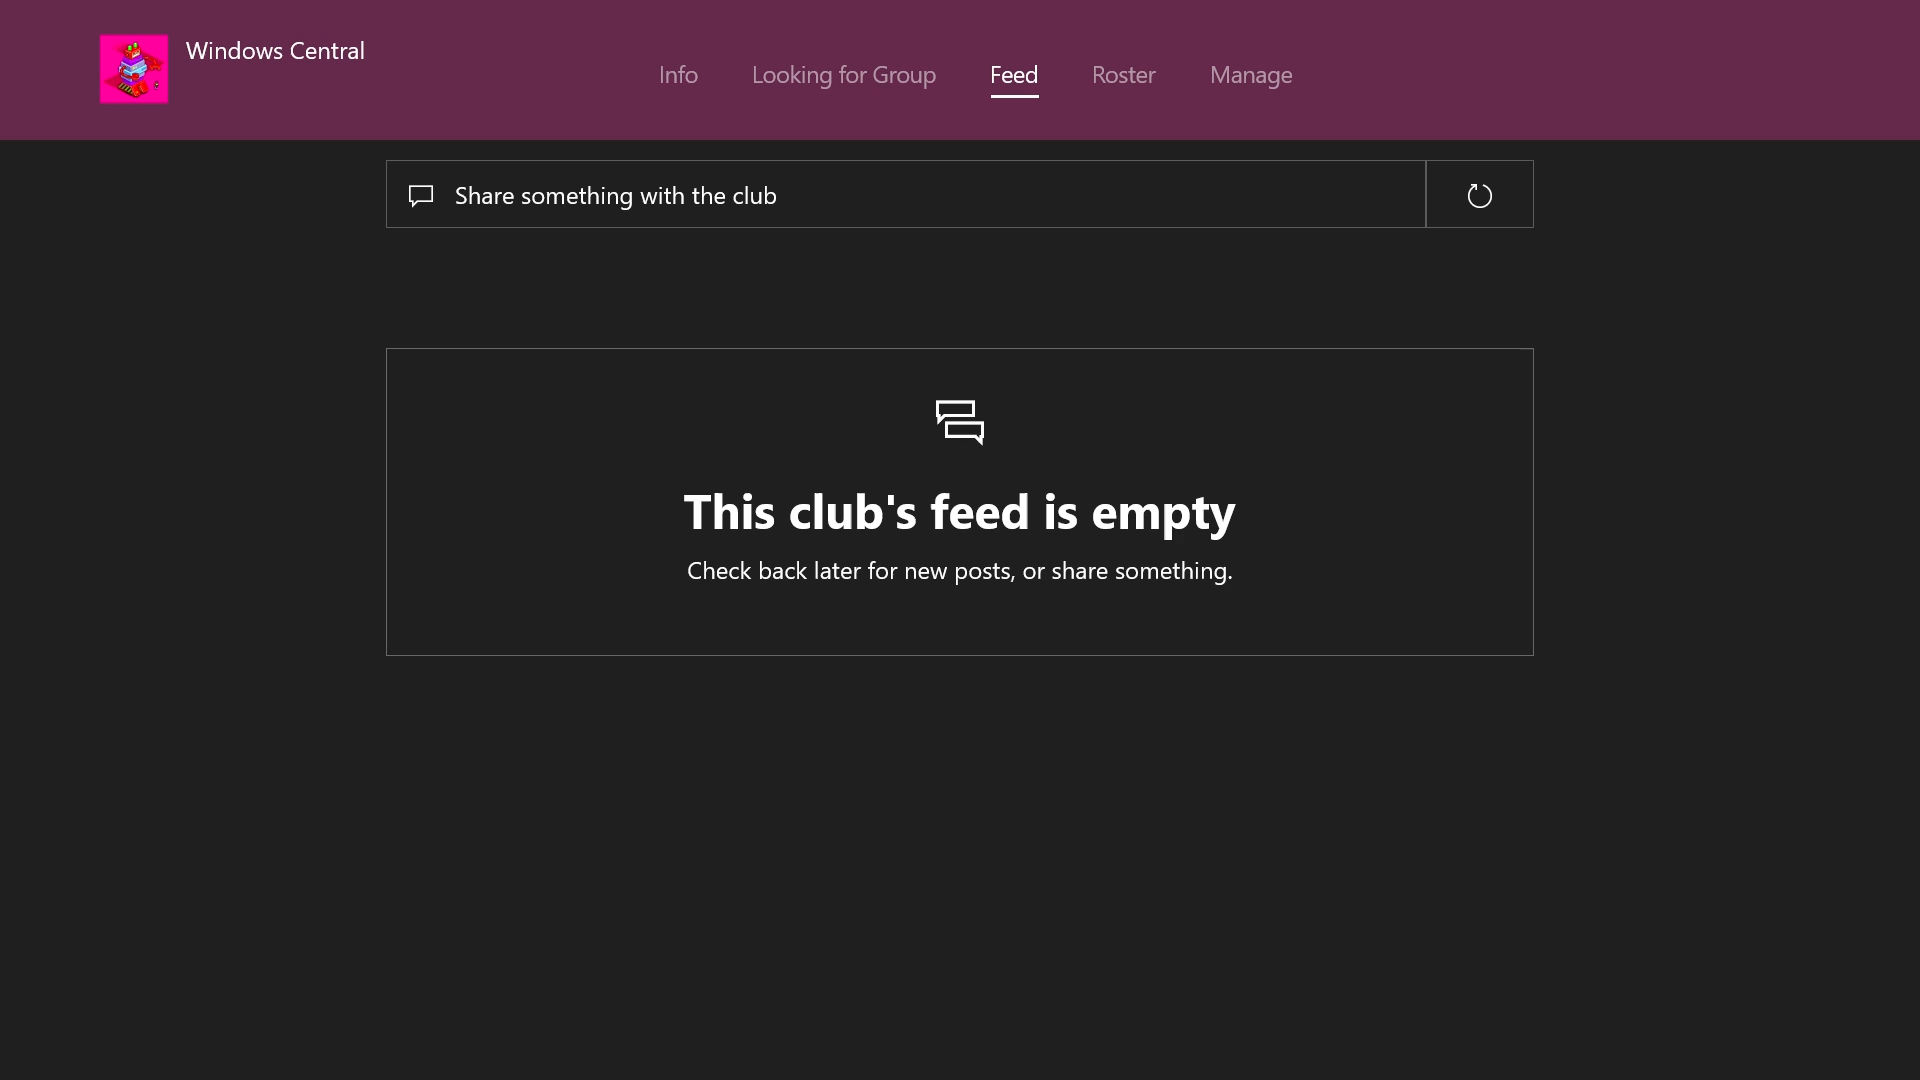 Windows Central
Info
Looking for Group
Feed
Roster
Manage
Share something with the club
This club's feed is empty
Check back later for new posts, or share something.